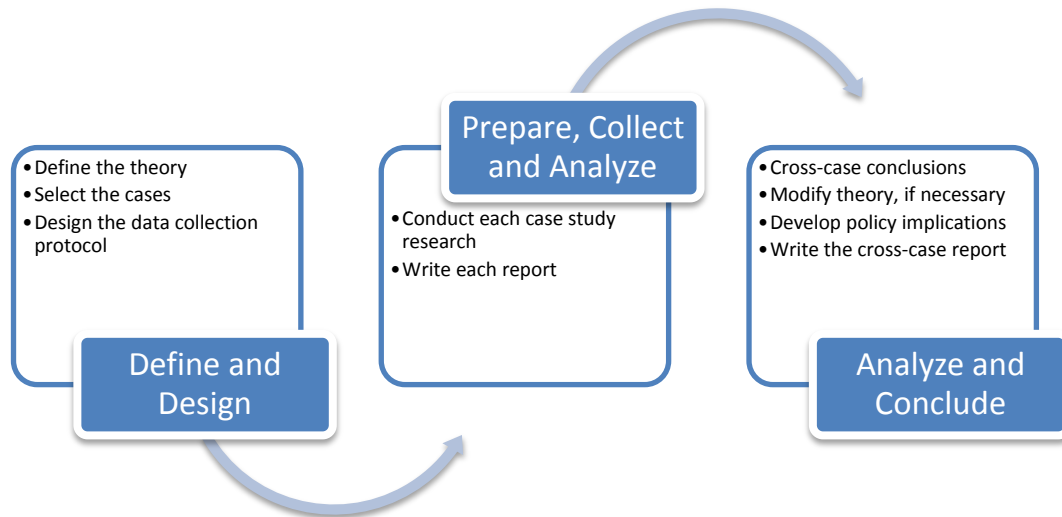 •Define the theory
•Select the cases
•Design the data collection
protocol
Define and
Design
Prepare, Collect
and Analyze
•Conduct each case study
research
•Write each report
•Cross-case conclusions
•Modify theory, if necessary
•Develop policy implications
•Write the cross-case report
Analyze and
Conclude